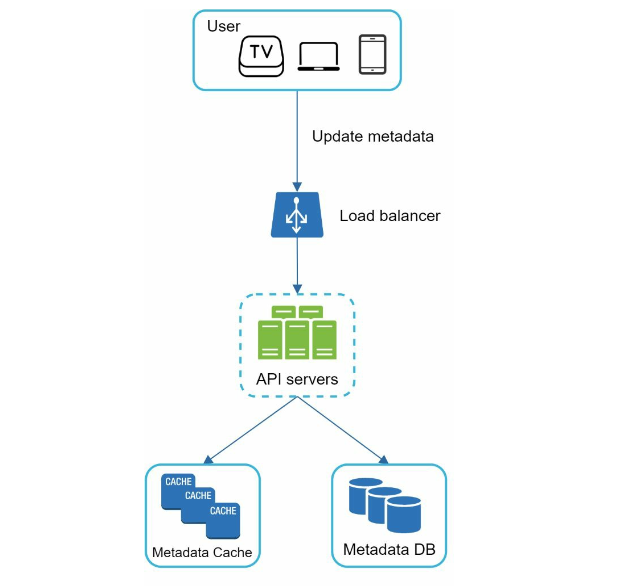 User
TV
Update metadata
Load balancer
API servers
CACHE
CACHE
CACHE
Metadata Cache
Metadata DB